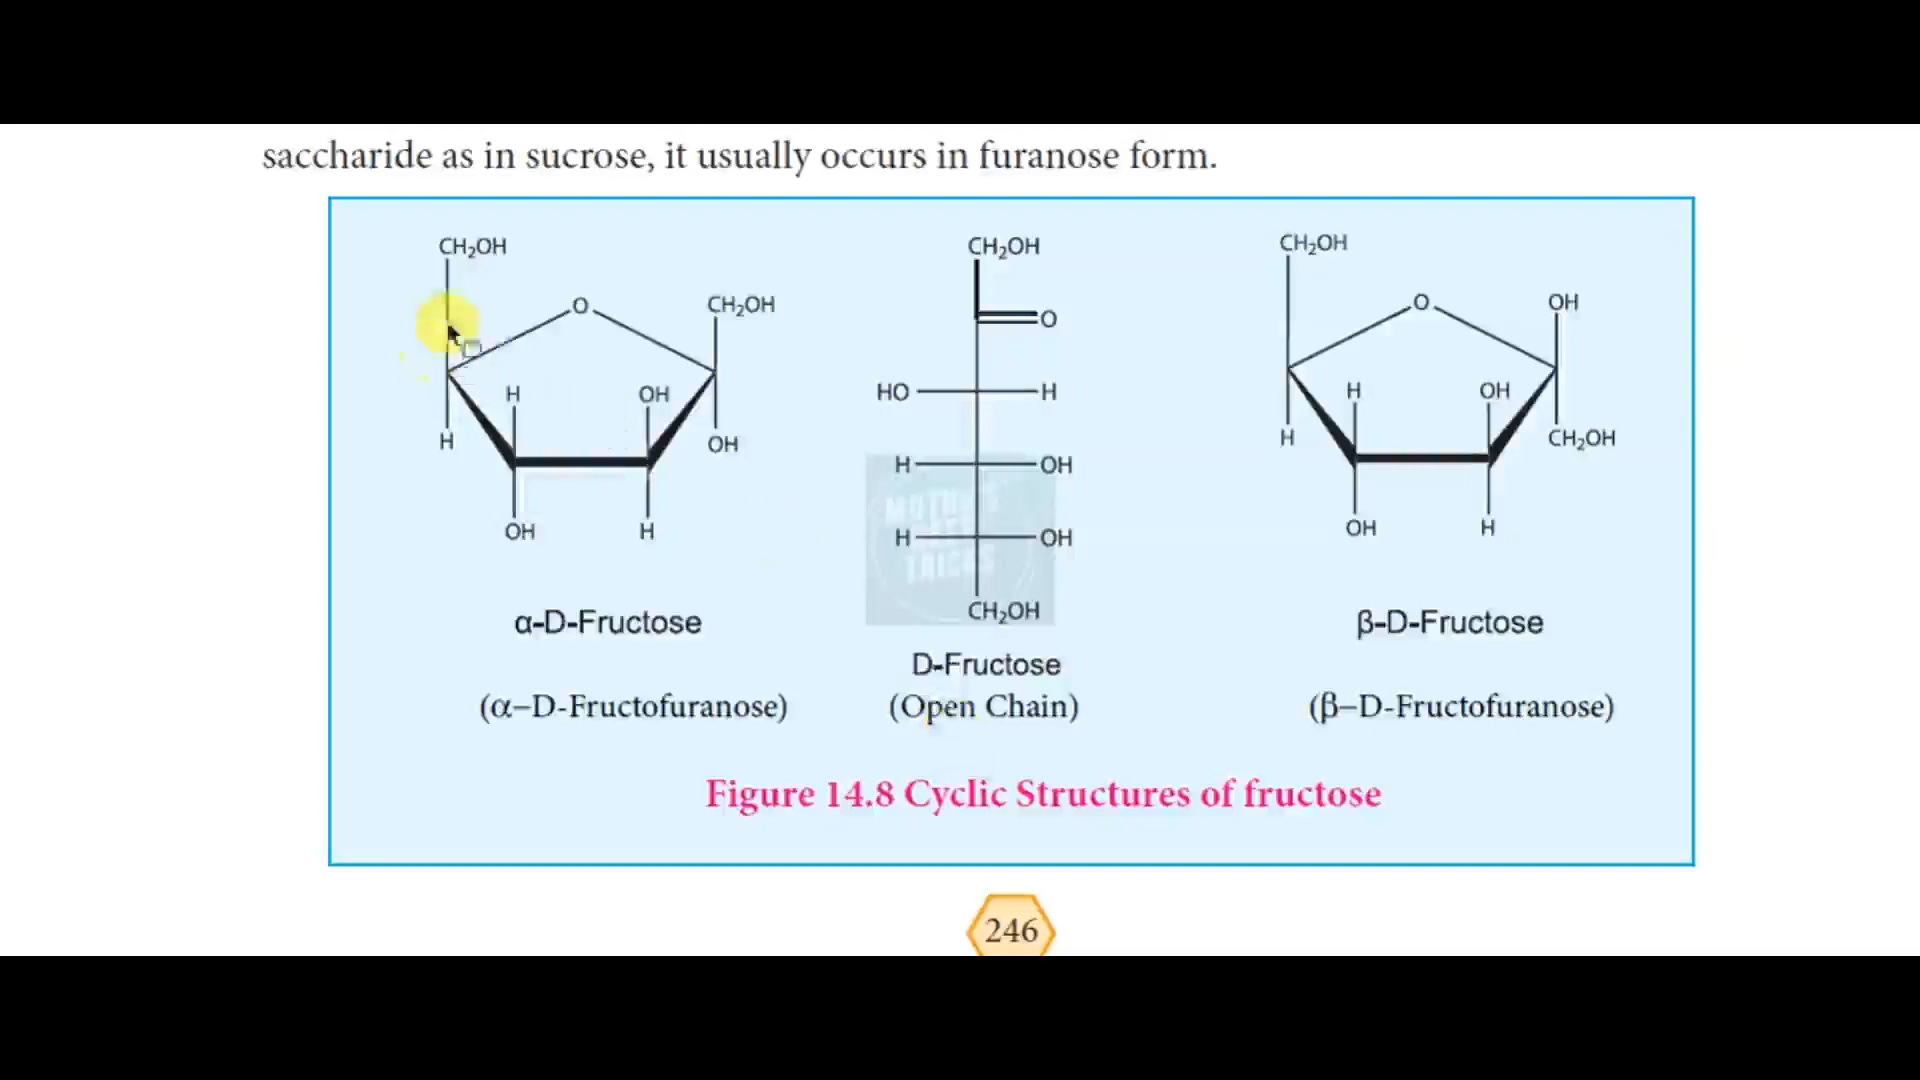 saccharide as in sucrose, it usually occurs in furanose form.
CH₂OH
O
CH₂OH
H
OH
H
OH
OH
H
α-D-Fructose
(α–D-Fructofuranose)
CH₂OH
O
HO
H
H
OH
H
OH
CH₂OH
D-Fructose
(Open Chain)
CH₂OH
O
OH
H
OH
H
CH₂OH
OH
H
β-D-Fructose
(β–D-Fructofuranose)
Figure 14.8 Cyclic Structures of fructose
246